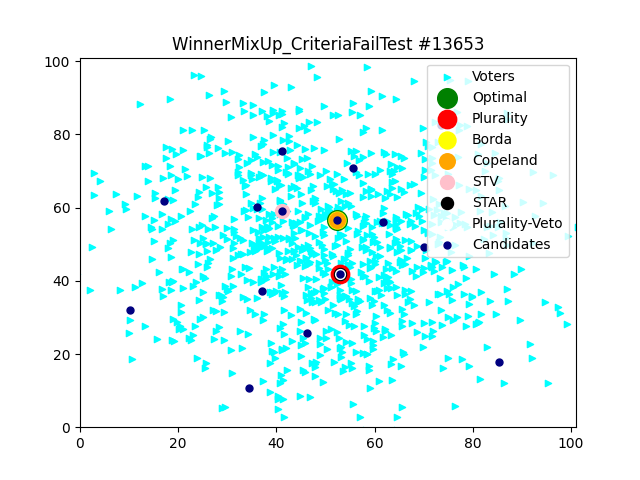 WinnerMixUp_CriteriaFailTest #13653
Voters
Optimal
Plurality
Borda
Copeland
STV
STAR
Plurality-Veto
Candidates
100
80
60
40
20
0
0 20 40 60 80 100